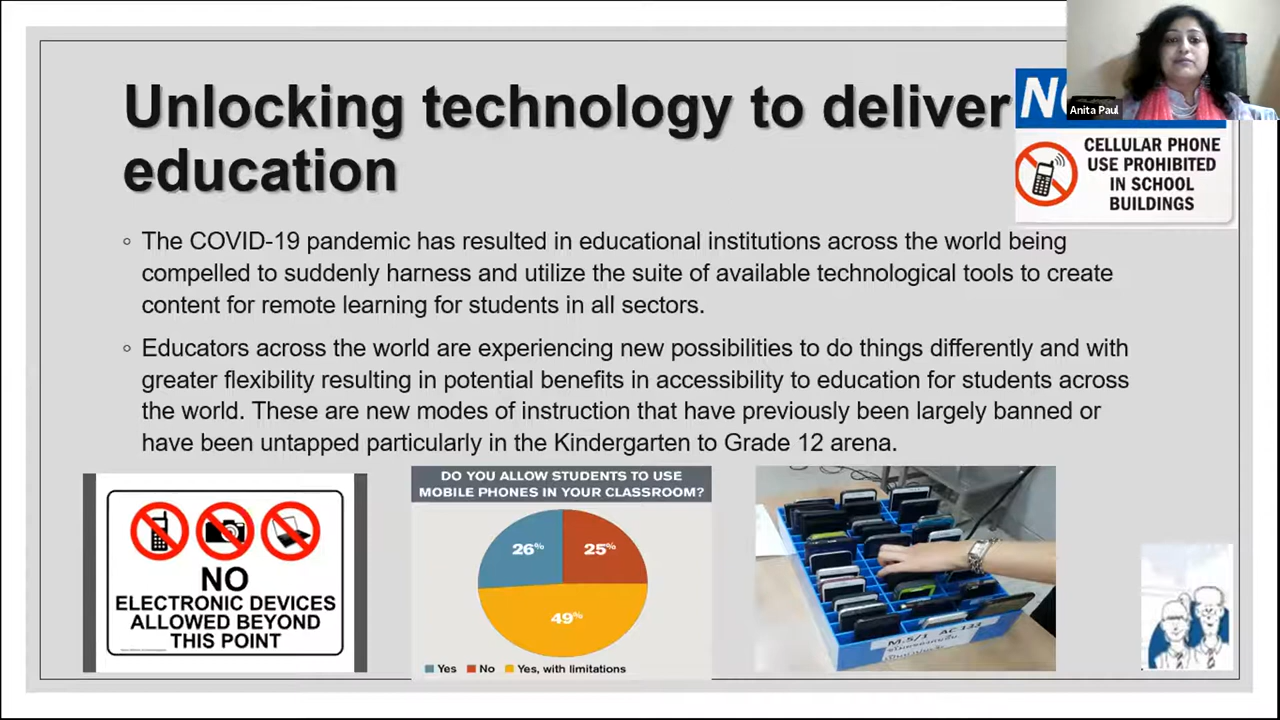 Unlocking technology to deliver
education
Anita Paul
CELLULAR PHONE
USE PROHIBITED
IN SCHOOL
BUILDINGS
◦ The COVID-19 pandemic has resulted in educational institutions across the world being
compelled to suddenly harness and utilize the suite of available technological tools to create
content for remote learning for students in all sectors.
◦ Educators across the world are experiencing new possibilities to do things differently and with
greater flexibility resulting in potential benefits in accessibility to education for students across
the world. These are new modes of instruction that have previously been largely banned or
have been untapped particularly in the Kindergarten to Grade 12 arena.
NO
ELECTRONIC DEVICES
ALLOWED BEYOND
THIS POINT
DO YOU ALLOW STUDENTS TO USE
MOBILE PHONES IN YOUR CLASSROOM?
26% 25%
49%
Yes No Yes, with limitations
M.5/1 AC-133